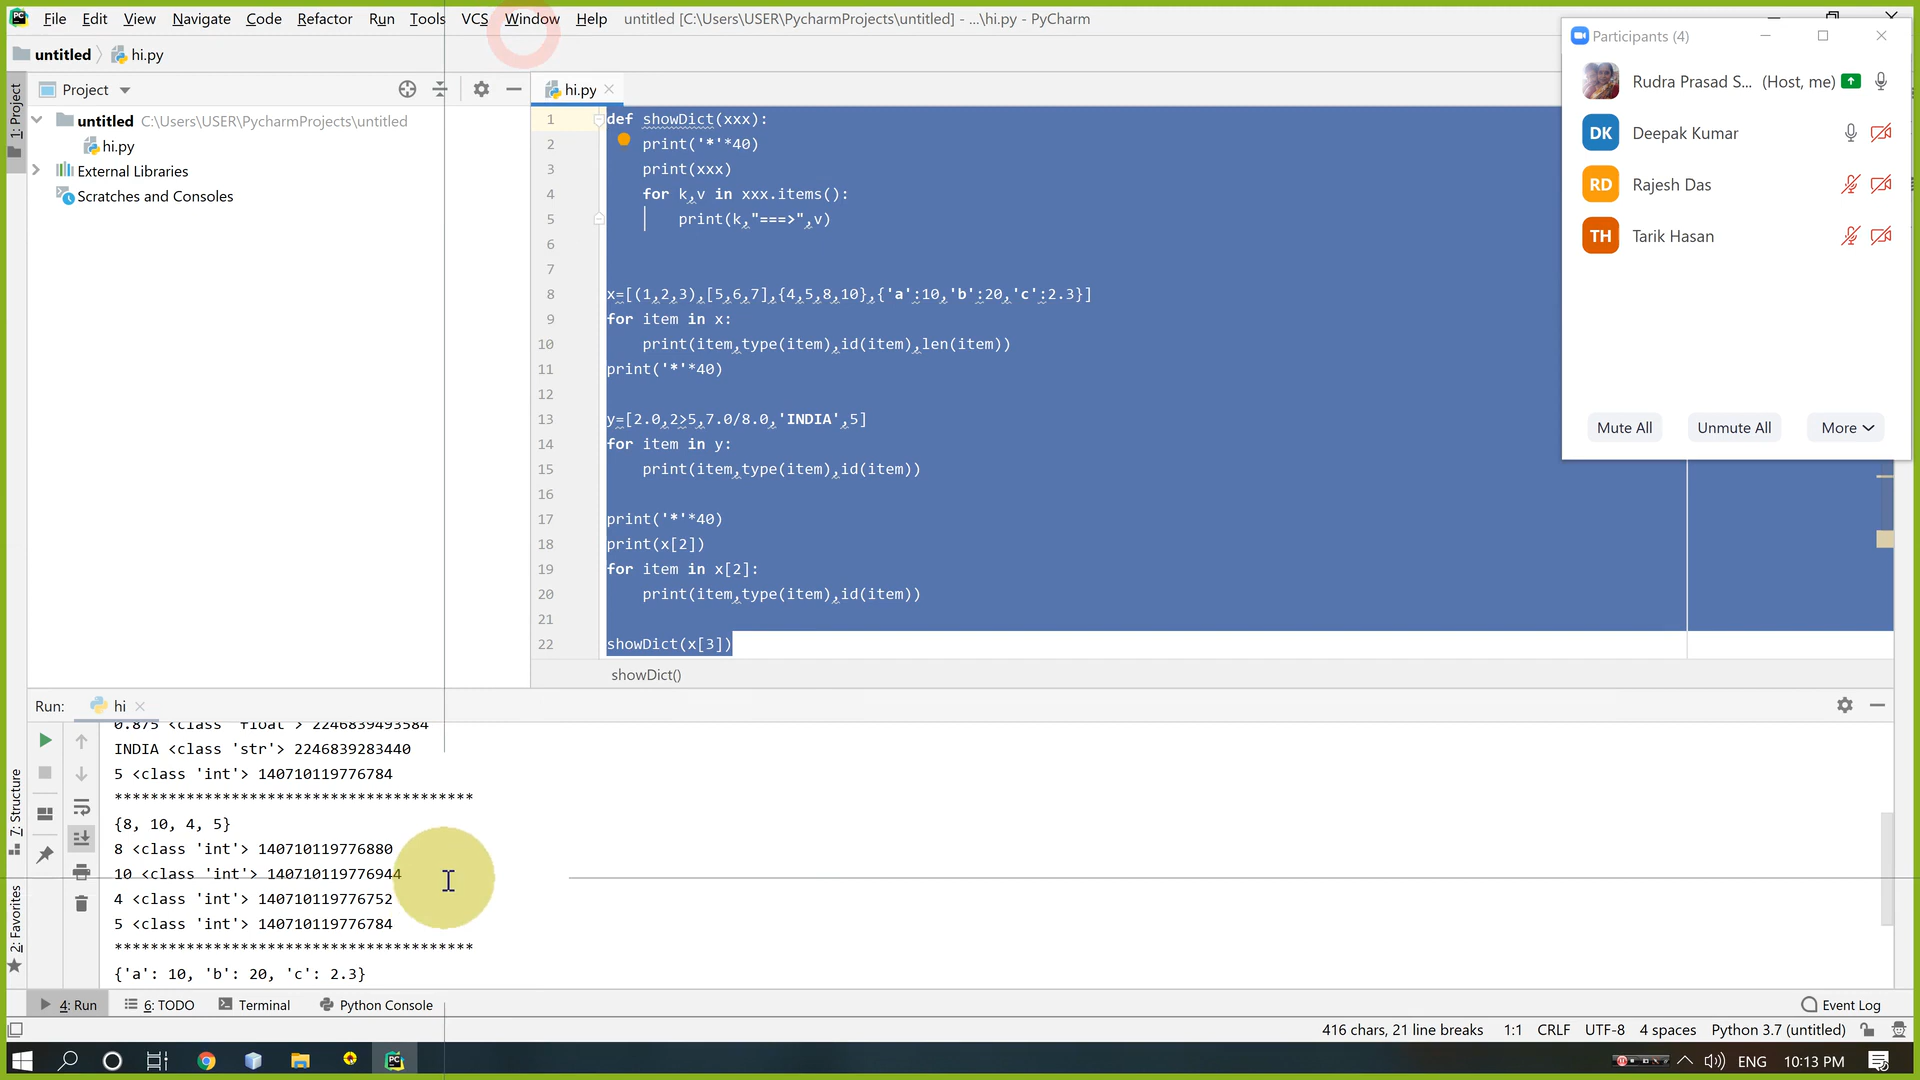 File Edit View Navigate Code Refactor Run Tools VCS Window Help untitled [C:\Users\USER\PycharmProjects\untitled] - ...\hi.py - PyCharm
untitled hi.py
Project
hi.py
1: Project
untitled C:\Users\USER\PycharmProjects\untitled
hi.py
External Libraries
Scratches and Consoles
1 def showDict(xxx):
2 print('*'*40)
3 print(xxx)
4 for k,v in xxx.items():
5 print(k,"===>",v)
6
7
8 x=[(1,2,3),[5,6,7],{4,5,8,10},{'a':10,'b':20,'c':2.3}]
9 for item in x:
10 print(item,type(item),id(item),len(item))
11 print('*'*40)
12
13 y=[2.0,2>5,7.0/8.0,'INDIA',5]
14 for item in y:
15 print(item,type(item),id(item))
16
17 print('*'*40)
18 print(x[2])
19 for item in x[2]:
20 print(item,type(item),id(item))
21
22 showDict(x[3])
showDict()
Participants (4)
Rudra Prasad S... (Host, me)
DK Deepak Kumar
RD Rajesh Das
TH Tarik Hasan
Mute All Unmute All More
Run: hi
0.875 <class 'float'> 2246839493584
INDIA <class 'str'> 2246839283440
5 <class 'int'> 140710119776784
****************************************
{8, 10, 4, 5}
8 <class 'int'> 140710119776880
10 <class 'int'> 140710119776944
4 <class 'int'> 140710119776752
5 <class 'int'> 140710119776784
****************************************
{'a': 10, 'b': 20, 'c': 2.3}
7: Structure
2: Favorites
4: Run 6: TODO Terminal Python Console Event Log
416 chars, 21 line breaks 1:1 CRLF UTF-8 4 spaces Python 3.7 (untitled)
PC ENG 10:13 PM